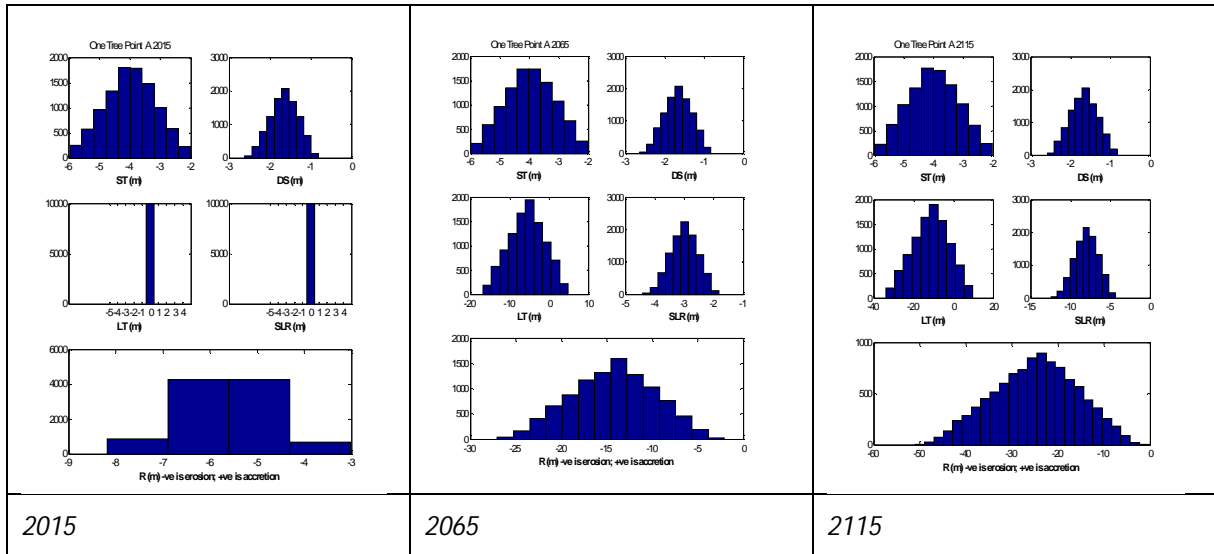 One Tree Point A 2015
2000
1500
1000
500
0
-6 -5 -4 -3 -2
ST (m)
3000
2000
1000
0
-3 -2 -1 0
DS (m)
10000
5000
0
-5-4-3-2-1 0 1 2 3 4
LT (m)
10000
5000
0
-5-4-3-2-1 0 1 2 3 4
SLR (m)
6000
4000
2000
0
-9 -8 -7 -6 -5 -4 -3
R (m) -ve is erosion; +ve is accretion
One Tree Point A 2065
2000
1500
1000
500
0
-6 -5 -4 -3 -2
ST (m)
3000
2000
1000
0
-3 -2 -1 0
DS (m)
2000
1500
1000
500
0
-20 -10 0 10
LT (m)
3000
2000
1000
0
-4 -3 -2 -1
-5
SLR (m)
2000
1500
1000
500
0
-30 -25 -20 -15 -10 -5 0
R (m) -ve is erosion; +ve is accretion
One Tree Point A 2115
2000
1500
1000
500
0
-6 -5 -4 -3 -2
ST (m)
3000
2000
1000
0
-3 -2 -1 0
DS (m)
2000
1500
1000
500
0
-40 -20 0 20
LT (m)
3000
2000
1000
0
-15 -10 -5 0
SLR (m)
1000
500
0
-60 -50 -40 -30 -20 -10 0
R (m) -ve is erosion; +ve is accretion
2015
2065
2115